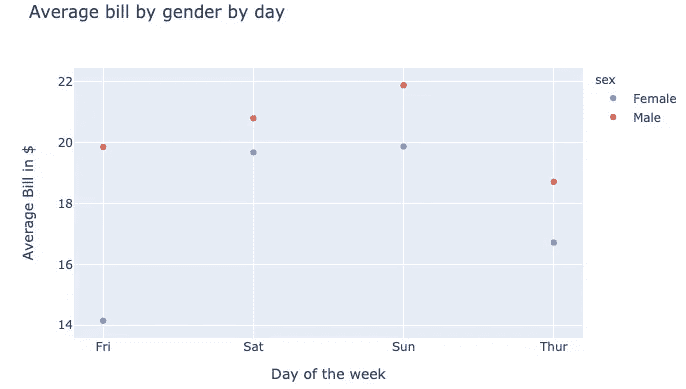 Average bill by gender by day
sex
Female
Male
Average Bill in $
22
20
18
16
14
Fri Sat Sun Thur
Day of the week